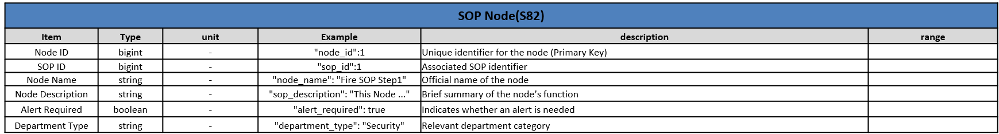 SOP Node(S82)
Item Type unit Example description range
Node ID bigint - "node_id":1 Unique identifier for the node (Primary Key)
SOP ID bigint - "sop_id":1 Associated SOP identifier
Node Name string - "node_name": "Fire SOP Step1" Official name of the node
Node Description string - "sop_description": "This Node ..." Brief summary of the node’s function
Alert Required boolean - "alert_required": true Indicates whether an alert is needed
Department Type string - "department_type": "Security" Relevant department category